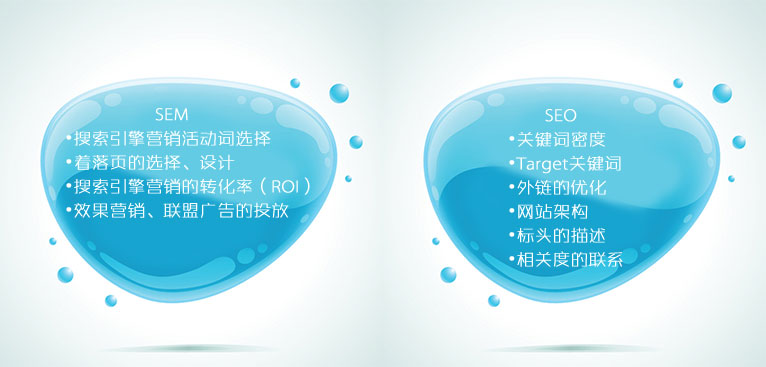 SEM
•搜索引擎营销活动词选择
•着落页的选择、设计
•搜索引擎营销的转化率（ROI）
•效果营销、联盟广告的投放
SEO
•关键词密度
•Target关键词
•外链的优化
•网站架构
•标头的描述
•相关度的联系